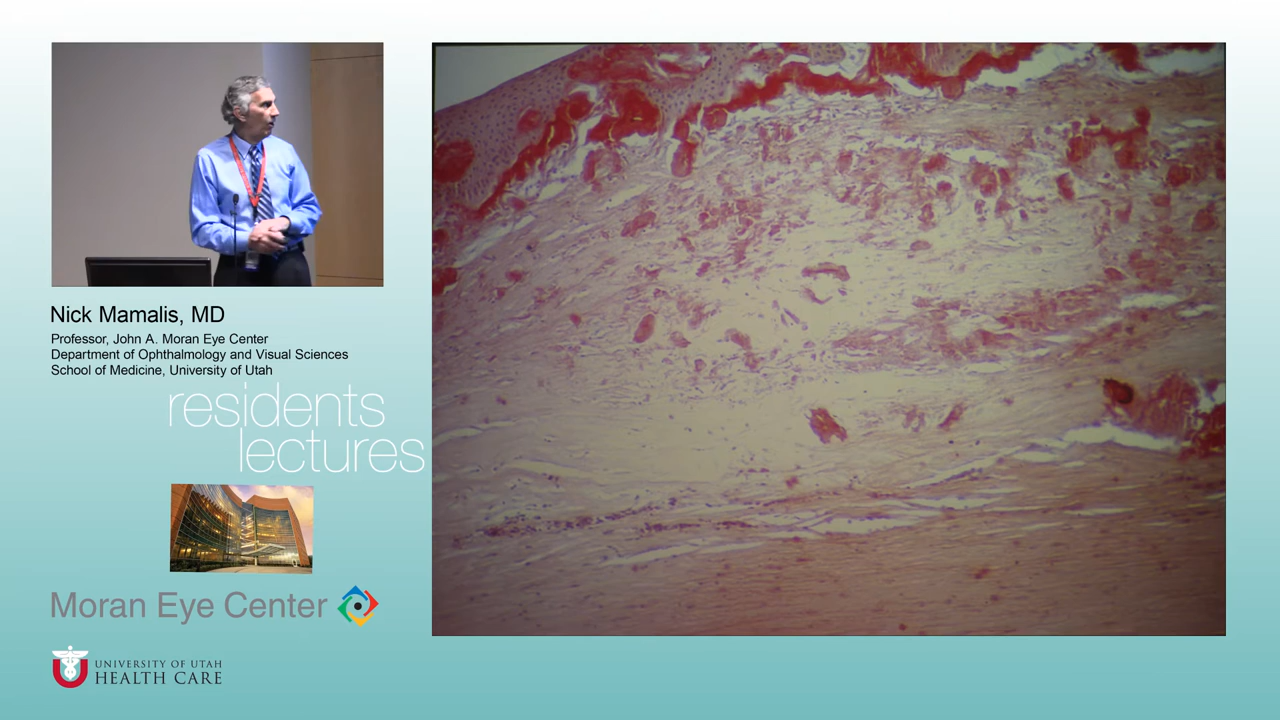 Nick Mamalis, MD
Professor, John A. Moran Eye Center
Department of Ophthalmology and Visual Sciences
School of Medicine, University of Utah
residents
lectures
Moran Eye Center
UNIVERSITY OF UTAH
HEALTH CARE